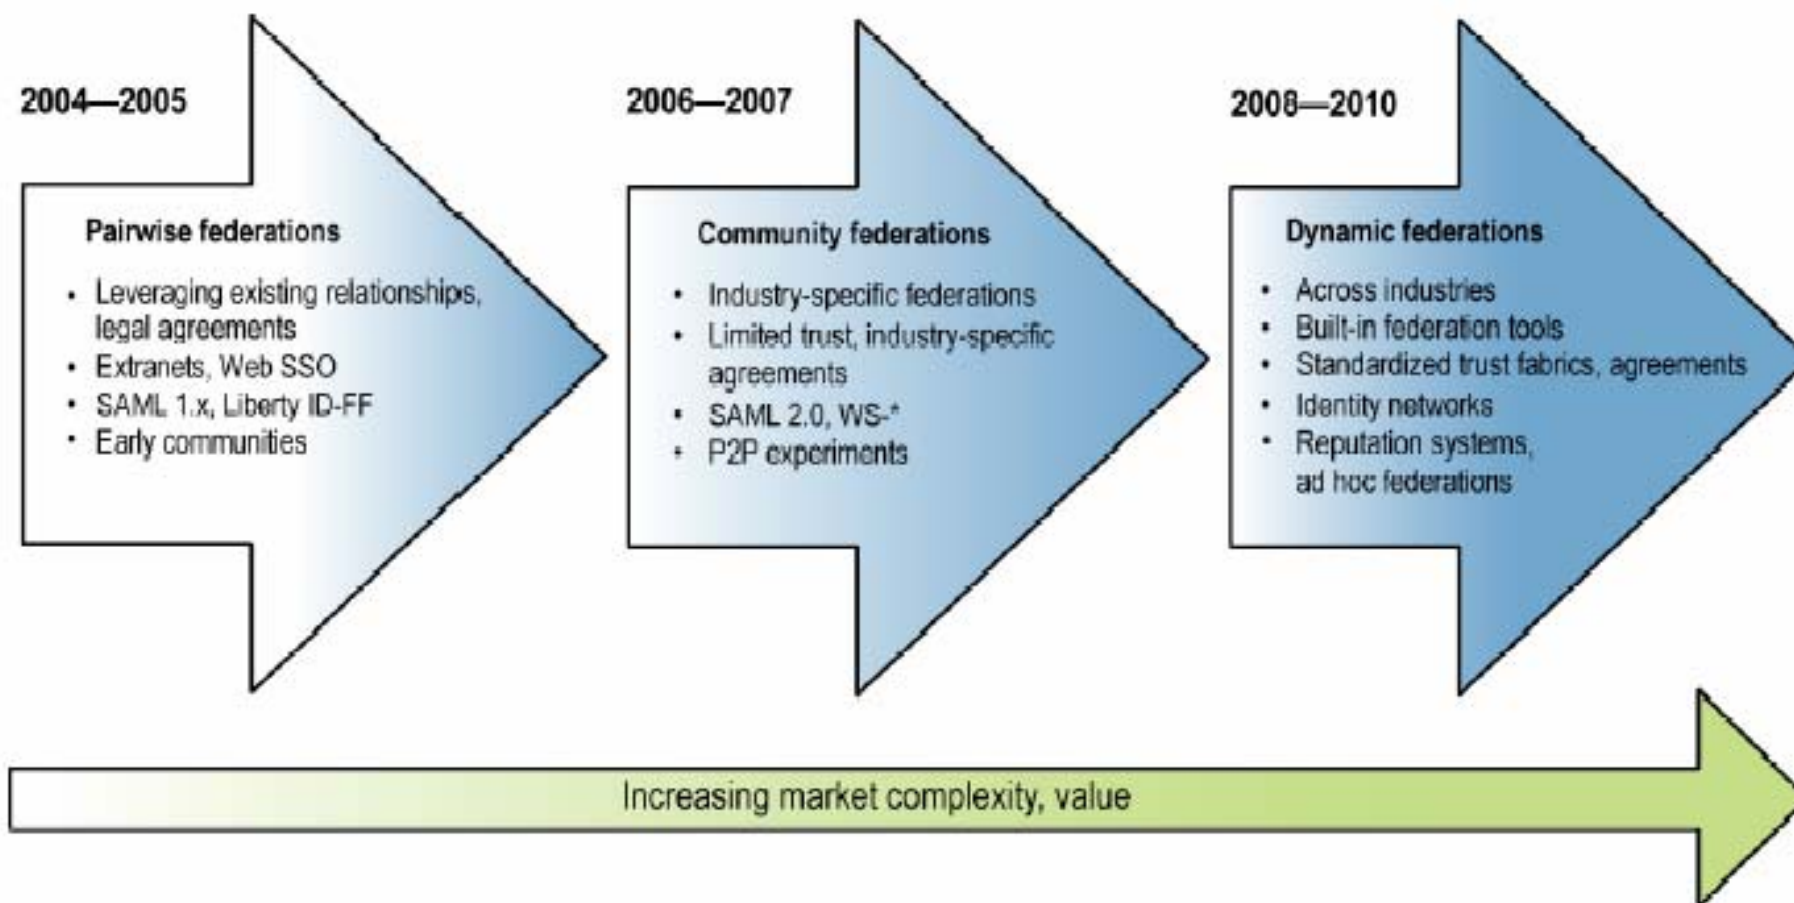 2004—2005
Pairwise federations
• Leveraging existing relationships,
legal agreements
• Extranets, Web SSO
• SAML 1.x, Liberty ID-FF
• Early communities
2006—2007
Community federations
• Industry-specific federations
• Limited trust, industry-specific
agreements
• SAML 2.0, WS-*
• P2P experiments
2008—2010
Dynamic federations
• Across industries
• Built-in federation tools
• Standardized trust fabrics, agreements
• Identity networks
• Reputation systems,
ad hoc federations
Increasing market complexity, value